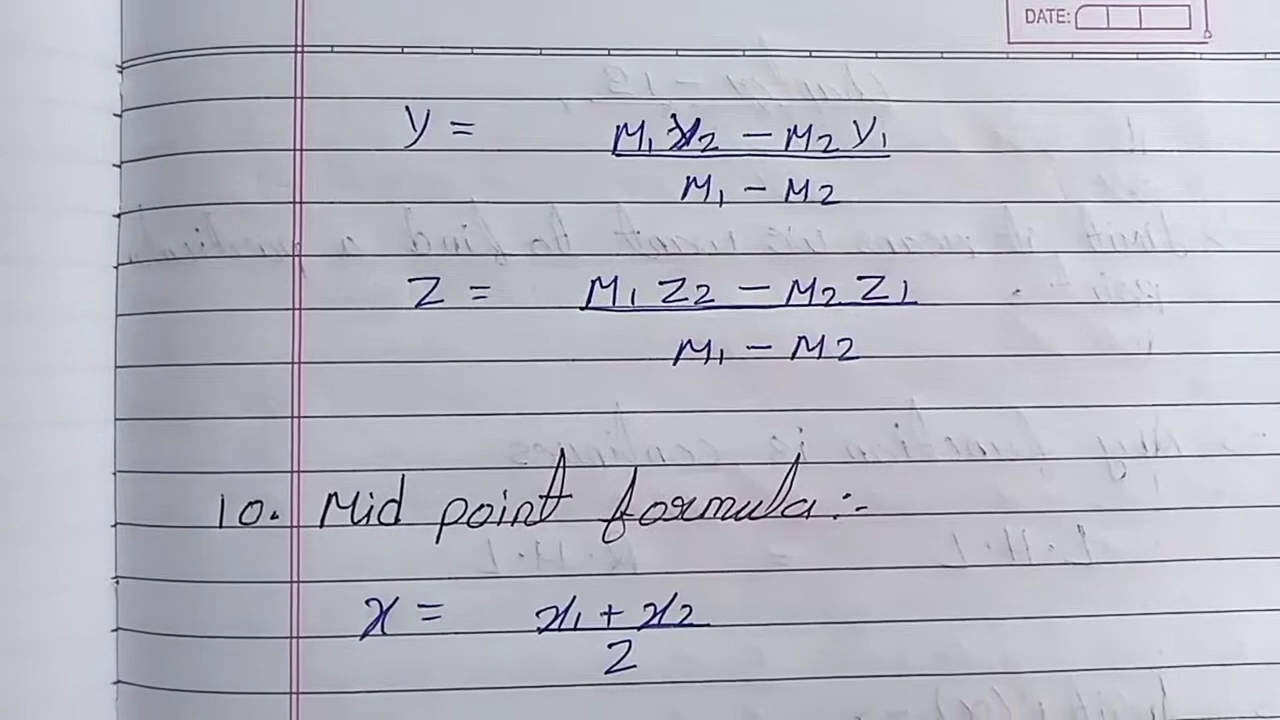 DATE:
y = M₁ y₂ − M₂ y₁
M₁ − M₂
Z = M₁ Z₂ − M₂ Z₁
M₁ − M₂
10. Mid point formula :-
x = x₁ + x₂
2